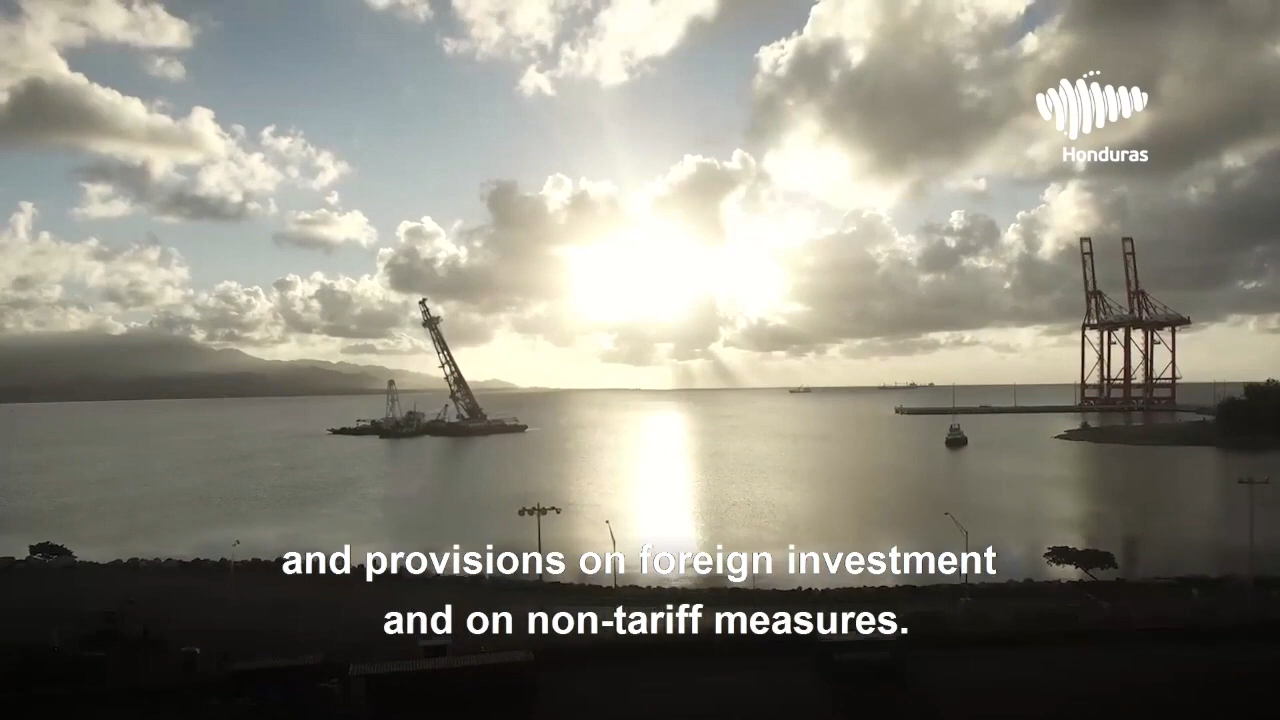 Honduras
and provisions on foreign investment
and on non-tariff measures.